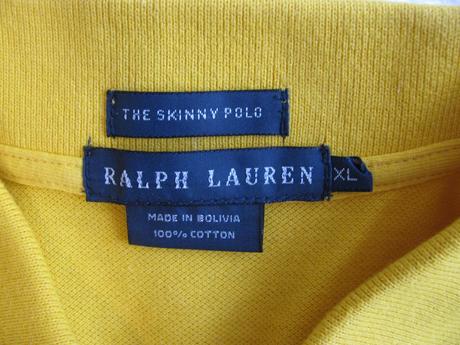 THE SKINNY POLO
RALPH LAUREN XL
MADE IN BOLIVIA
100% COTTON